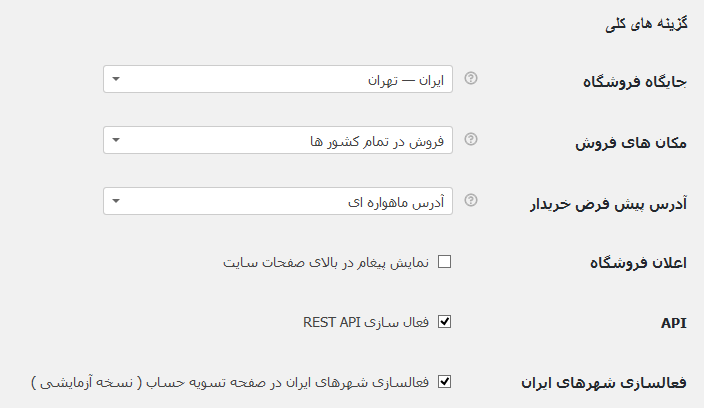 گزینه های کلی
جایگاه فروشگاه ایران — تهران
مکان های فروش فروش در تمام کشور ها
آدرس پیش فرض خریدار آدرس ماهواره ای
اعلان فروشگاه نمایش پیغام در بالای صفحات سایت
API فعال سازی REST API
فعالسازی شهرهای ایران فعالسازی شهرهای ایران در صفحه تسویه حساب ( نسخه آزمایشی )